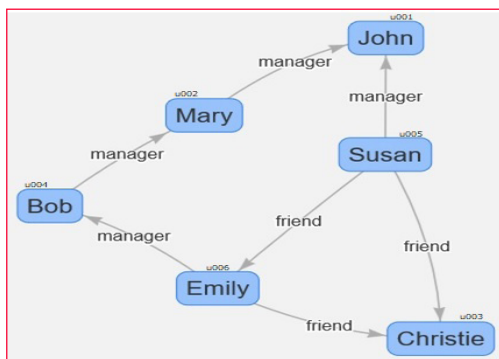 u001
John
manager
u002
Mary
manager
u005
Susan
manager
u004
Bob
friend
manager
friend
u006
Emily
friend
u003
Christie